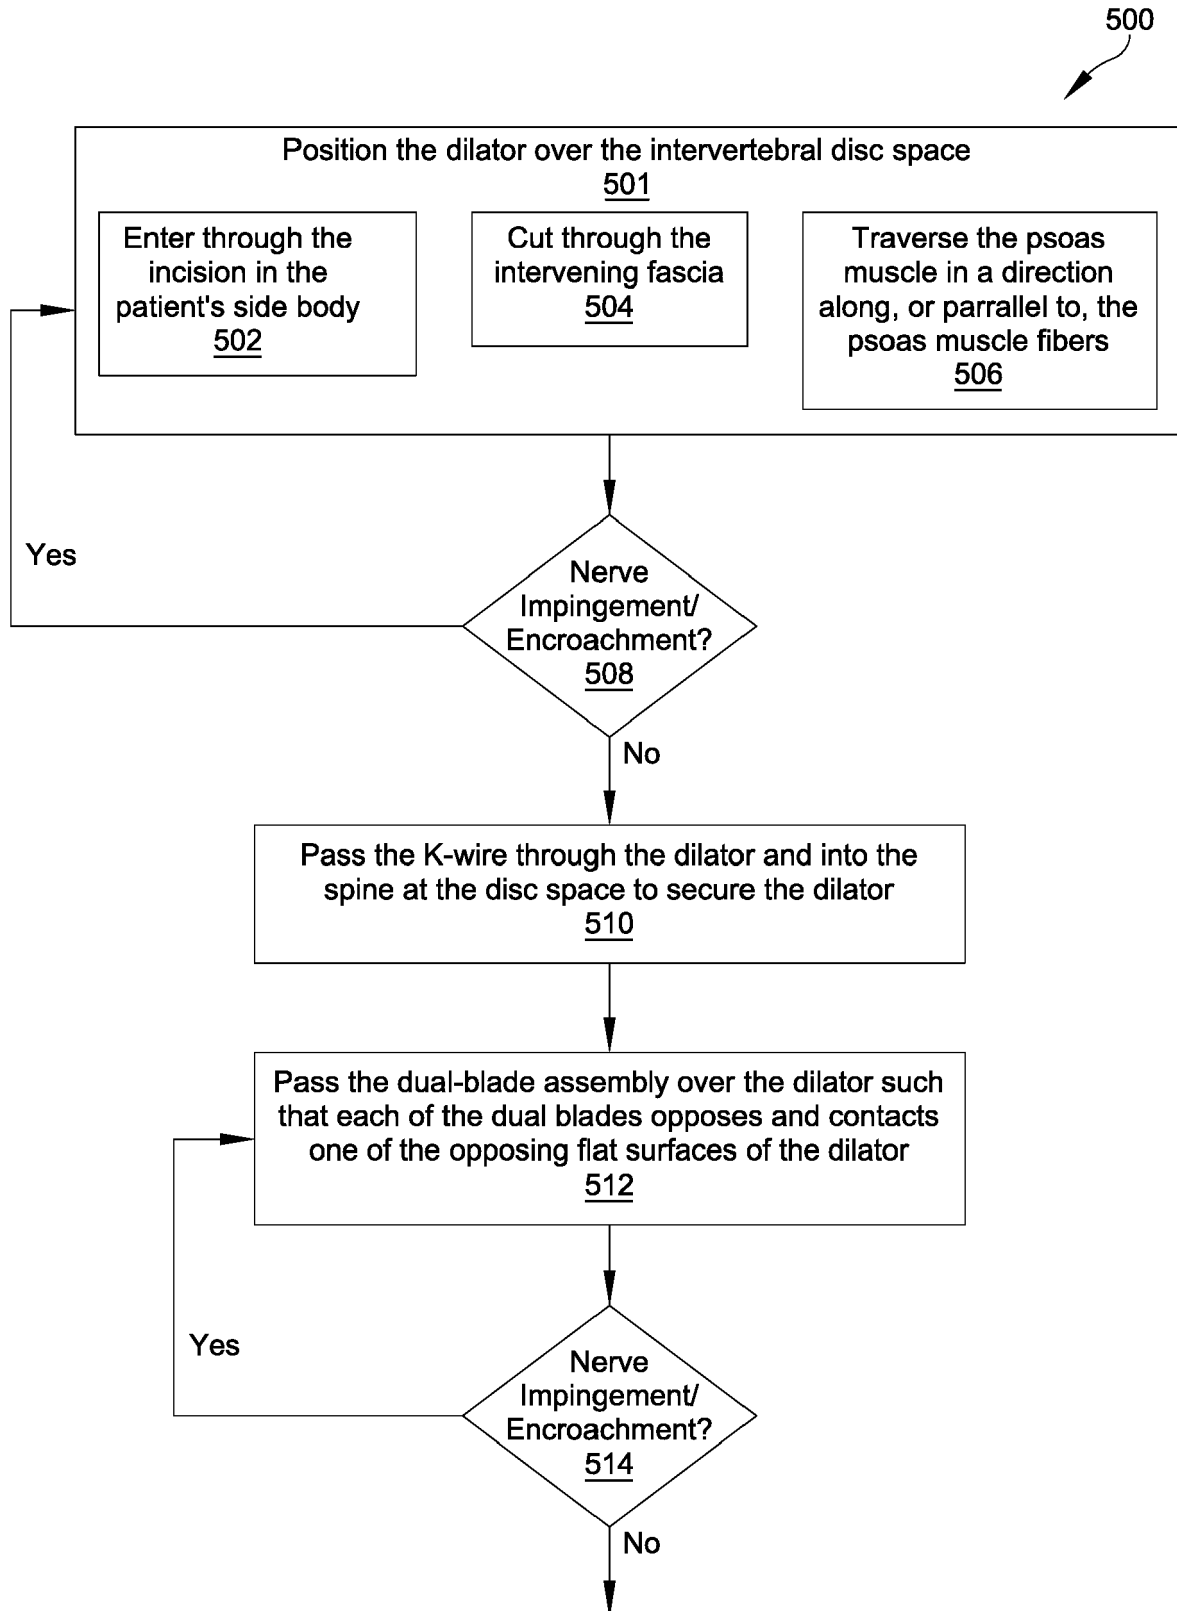 500
Position the dilator over the intervertebral disc space
501
Enter through the
incision in the
patient's side body
502
Cut through the
intervening fascia
504
Traverse the psoas
muscle in a direction
along, or parrallel to, the
psoas muscle fibers
506
Yes
Nerve
Impingement/
Encroachment?
508
No
Pass the K-wire through the dilator and into the
spine at the disc space to secure the dilator
510
Pass the dual-blade assembly over the dilator such
that each of the dual blades opposes and contacts
one of the opposing flat surfaces of the dilator
512
Yes
Nerve
Impingement/
Encroachment?
514
No